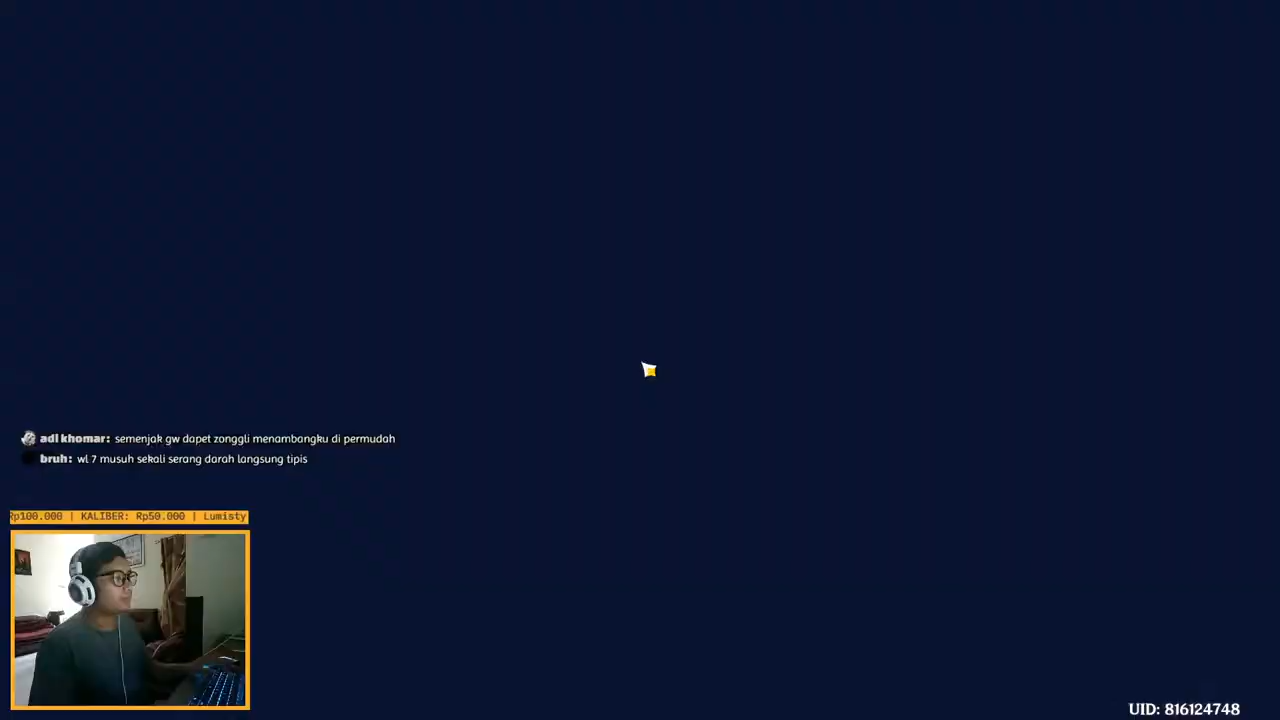 adi khomar: semenjak gw dapet zonggli menambangku di permudah
bruh: wl 7 musuh sekali serang darah langsung tipis
Rp100.000 | KALIBER: Rp50.000 | Lumisty
UID: 816124748